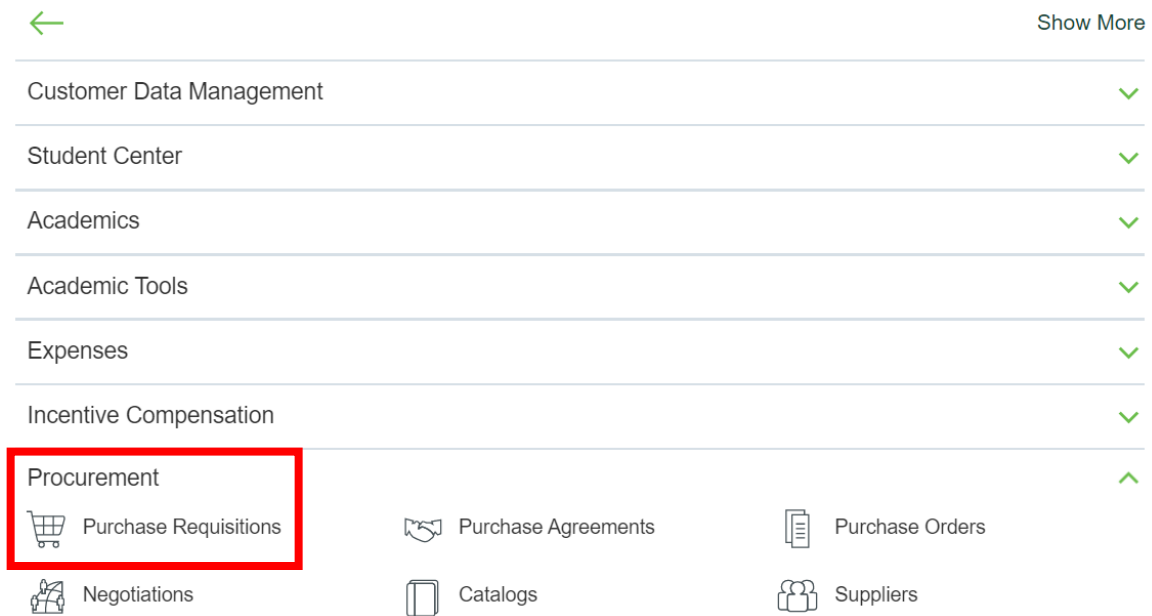 Show More
Customer Data Management
Student Center
Academics
Academic Tools
Expenses
Incentive Compensation
Procurement
Purchase Requisitions
Purchase Agreements
Purchase Orders
Negotiations
Catalogs
Suppliers